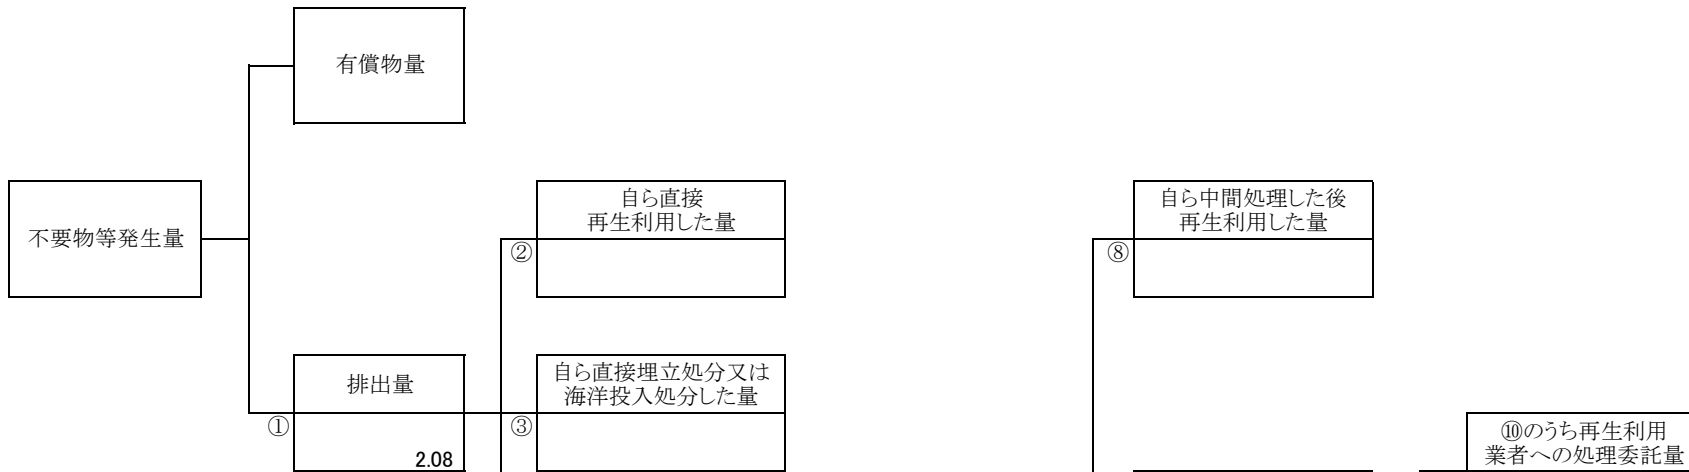 有償物量
不要物等発生量
自ら直接
再生利用した量
②
自ら中間処理した後
再生利用した量
⑧
排出量
①
2.08
自ら直接埋立処分又は
海洋投入処分した量
③
⑩のうち再生利用
業者への処理委託量